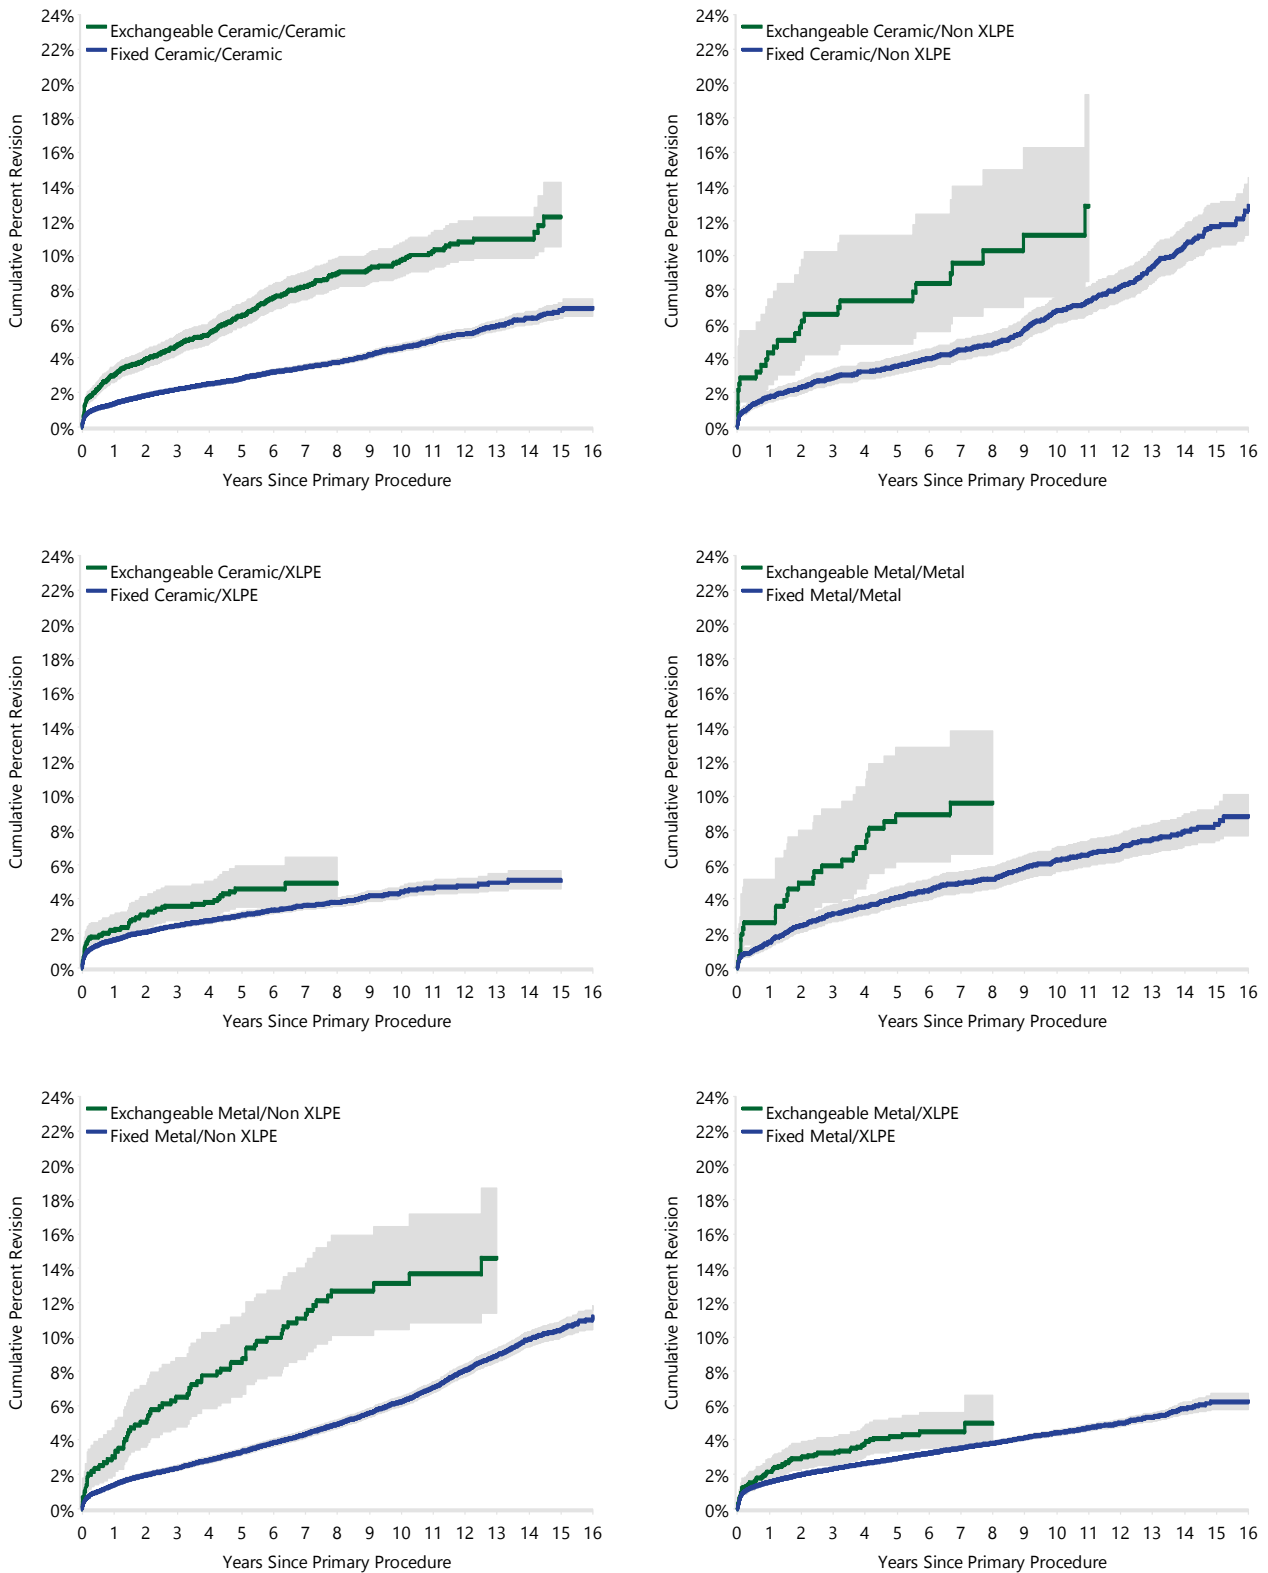 24%
22%
20%
18%
16%
14%
12%
10%
8%
6%
4%
2%
0%
Cumulative Percent Revision
Exchangeable Ceramic/Ceramic
Fixed Ceramic/Ceramic
0 1 2 3 4 5 6 7 8 9 10 11 12 13 14 15 16
Years Since Primary Procedure
24%
22%
20%
18%
16%
14%
12%
10%
8%
6%
4%
2%
0%
Cumulative Percent Revision
Exchangeable Ceramic/Non XLPE
Fixed Ceramic/Non XLPE
0 1 2 3 4 5 6 7 8 9 10 11 12 13 14 15 16
Years Since Primary Procedure
24%
22%
20%
18%
16%
14%
12%
10%
8%
6%
4%
2%
0%
Cumulative Percent Revision
Exchangeable Ceramic/XLPE
Fixed Ceramic/XLPE
0 1 2 3 4 5 6 7 8 9 10 11 12 13 14 15 16
Years Since Primary Procedure
24%
22%
20%
18%
16%
14%
12%
10%
8%
6%
4%
2%
0%
Cumulative Percent Revision
Exchangeable Metal/Metal
Fixed Metal/Metal
0 1 2 3 4 5 6 7 8 9 10 11 12 13 14 15 16
Years Since Primary Procedure
24%
22%
20%
18%
16%
14%
12%
10%
8%
6%
4%
2%
0%
Cumulative Percent Revision
Exchangeable Metal/Non XLPE
Fixed Metal/Non XLPE
0 1 2 3 4 5 6 7 8 9 10 11 12 13 14 15 16
Years Since Primary Procedure
24%
22%
20%
18%
16%
14%
12%
10%
8%
6%
4%
2%
0%
Cumulative Percent Revision
Exchangeable Metal/XLPE
Fixed Metal/XLPE
0 1 2 3 4 5 6 7 8 9 10 11 12 13 14 15 16
Years Since Primary Procedure